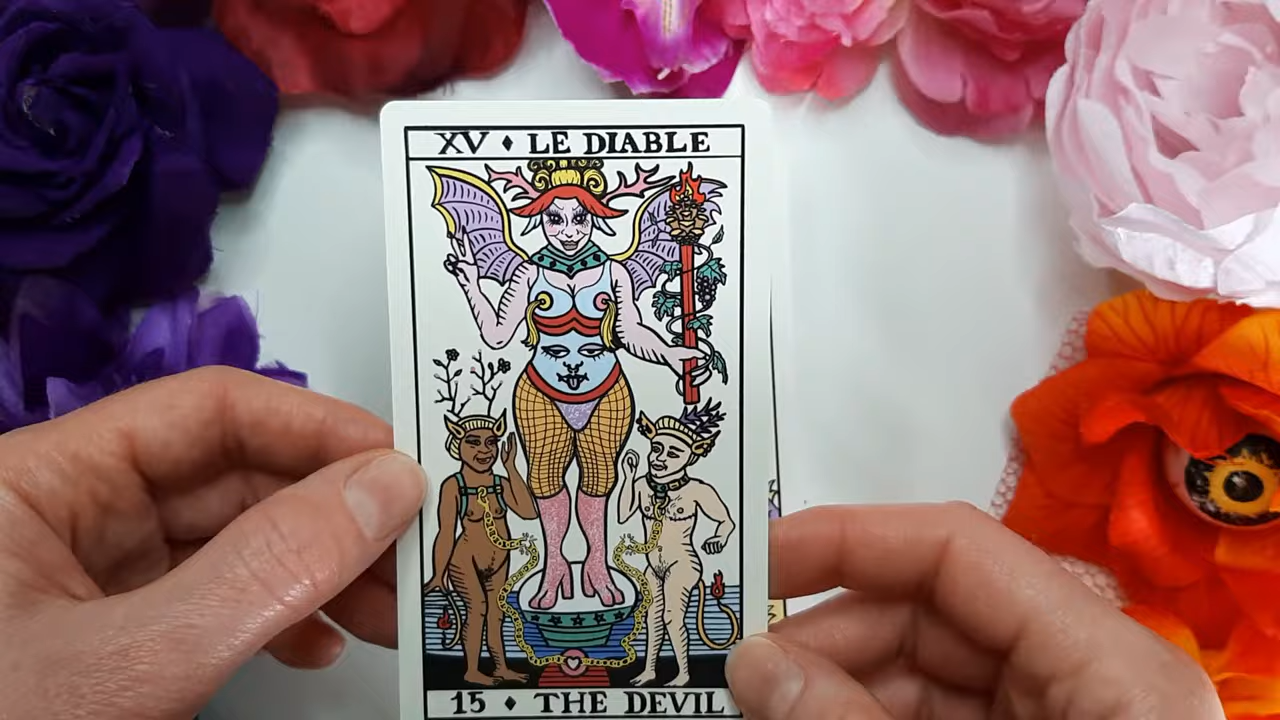 XV ♦ LE DIABLE
15 ♦ THE DEVIL